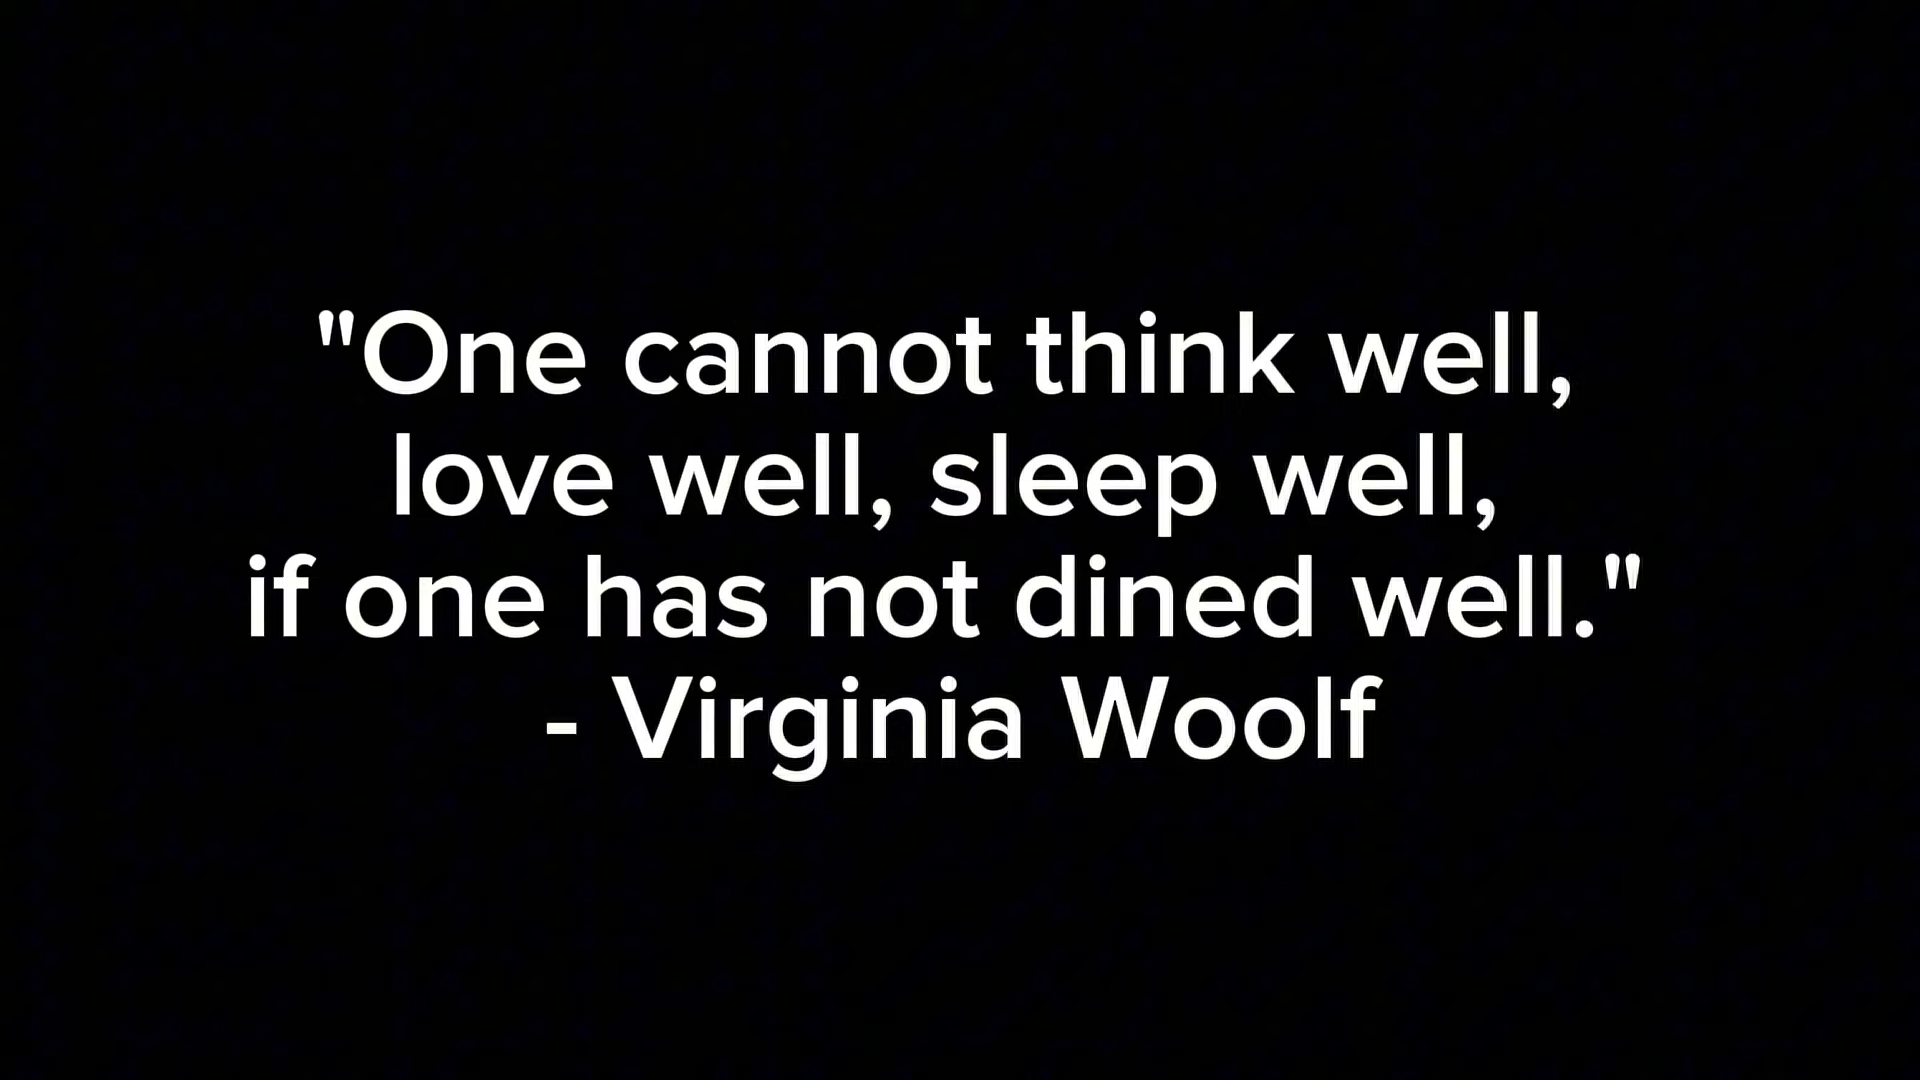 "One cannot think well,
love well, sleep well,
if one has not dined well."
- Virginia Woolf